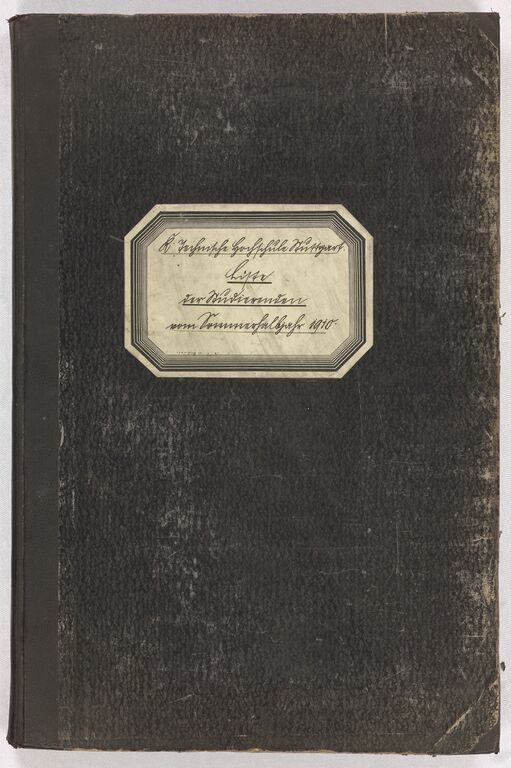 K. Technische Hochschule Stuttgart.
Liste
der Studierenden
vom Sommerhalbjahr 1910.